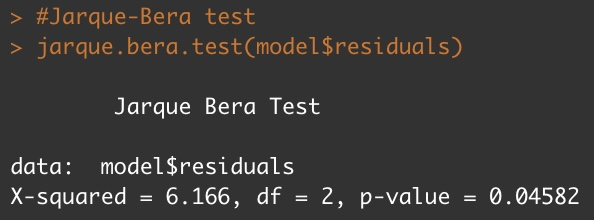 > #Jarque-Bera test
> jarque.bera.test(model$residuals)
Jarque Bera Test
data:  model$residuals
X-squared = 6.166, df = 2, p-value = 0.04582